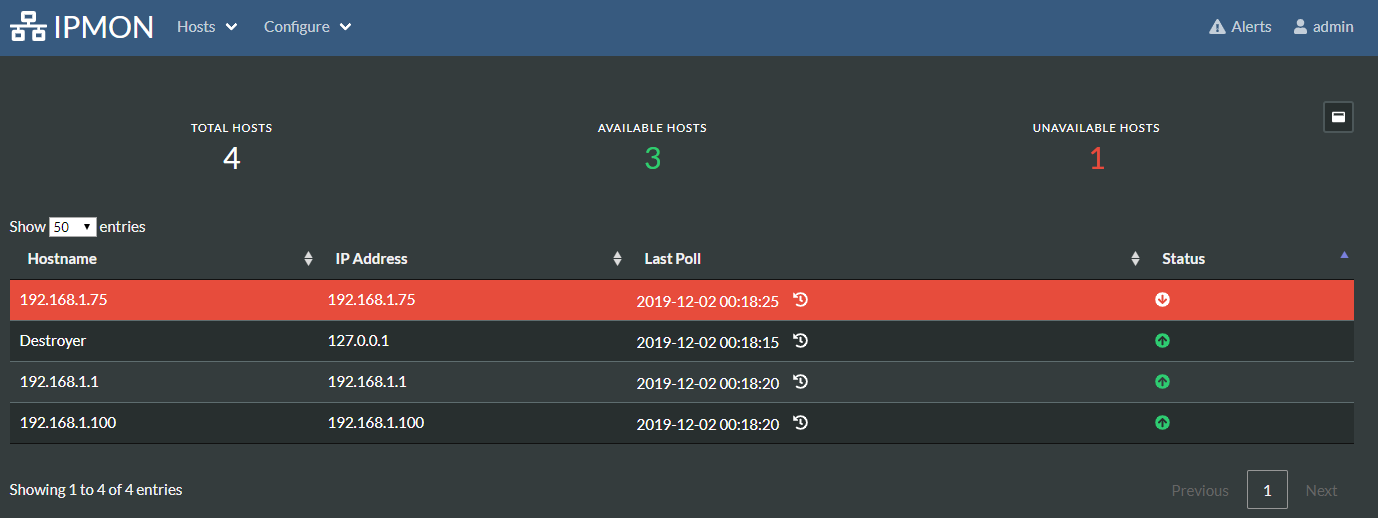 IPMON Hosts Configure Alerts admin
TOTAL HOSTS AVAILABLE HOSTS UNAVAILABLE HOSTS
4 3 1
Show 50 entries
Hostname IP Address Last Poll Status
192.168.1.75 192.168.1.75 2019-12-02 00:18:25
Destroyer 127.0.0.1 2019-12-02 00:18:15
192.168.1.1 192.168.1.1 2019-12-02 00:18:20
192.168.1.100 192.168.1.100 2019-12-02 00:18:20
Showing 1 to 4 of 4 entries Previous 1 Next